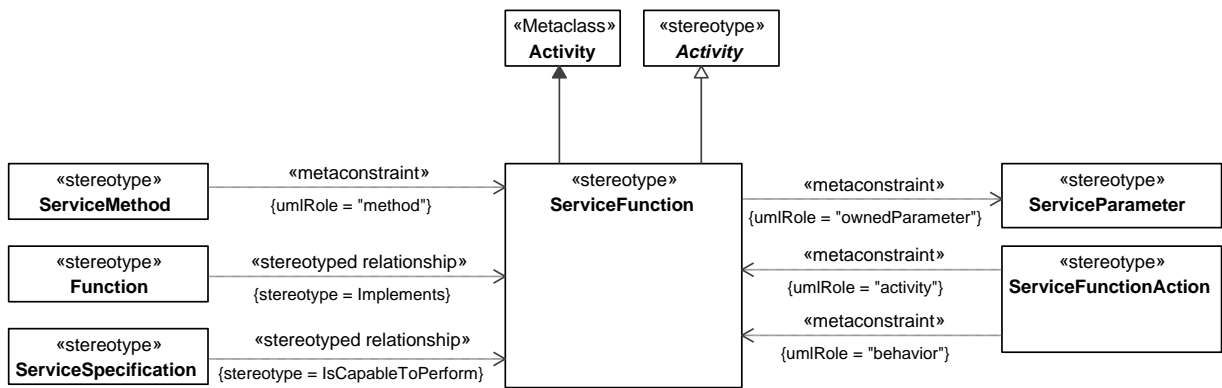 «Metaclass»
Activity
«stereotype»
Activity
«stereotype»
ServiceMethod
«metaconstraint»
{umlRole = "method"}
«stereotype»
Function
«stereotyped relationship»
{stereotype = Implements}
«stereotype»
ServiceSpecification
«stereotyped relationship»
{stereotype = IsCapableToPerform}
«stereotype»
ServiceFunction
«metaconstraint»
{umlRole = "ownedParameter"}
«stereotype»
ServiceParameter
«metaconstraint»
{umlRole = "activity"}
«stereotype»
ServiceFunctionAction
«metaconstraint»
{umlRole = "behavior"}